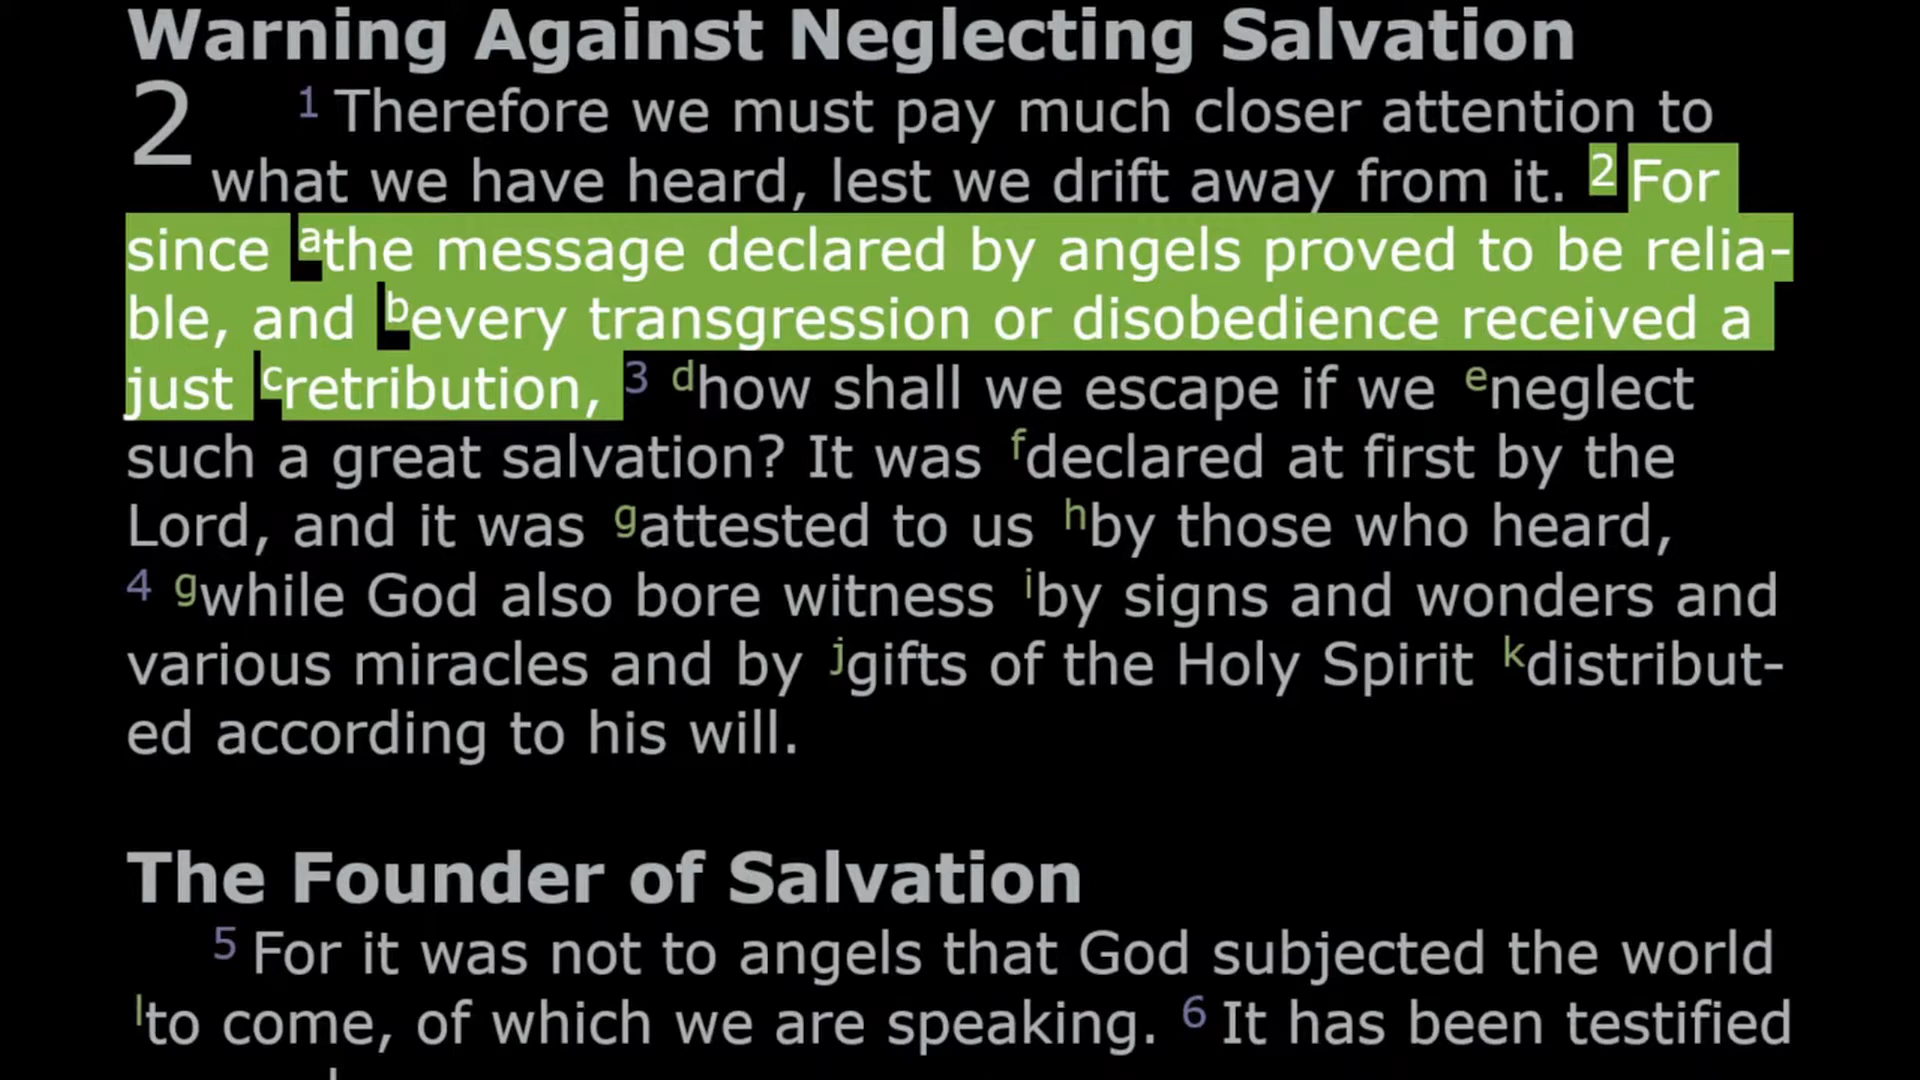 Warning Against Neglecting Salvation
2 1 Therefore we must pay much closer attention to
what we have heard, lest we drift away from it. 2 For
since athe message declared by angels proved to be relia-
ble, and bevery transgression or disobedience received a
just cretribution, 3 dhow shall we escape if we eneglect
such a great salvation? It was fdeclared at first by the
Lord, and it was gattested to us hby those who heard,
4 gwhile God also bore witness iby signs and wonders and
various miracles and by jgifts of the Holy Spirit kdistribut-
ed according to his will.
The Founder of Salvation
5 For it was not to angels that God subjected the world
lto come, of which we are speaking. 6 It has been testified